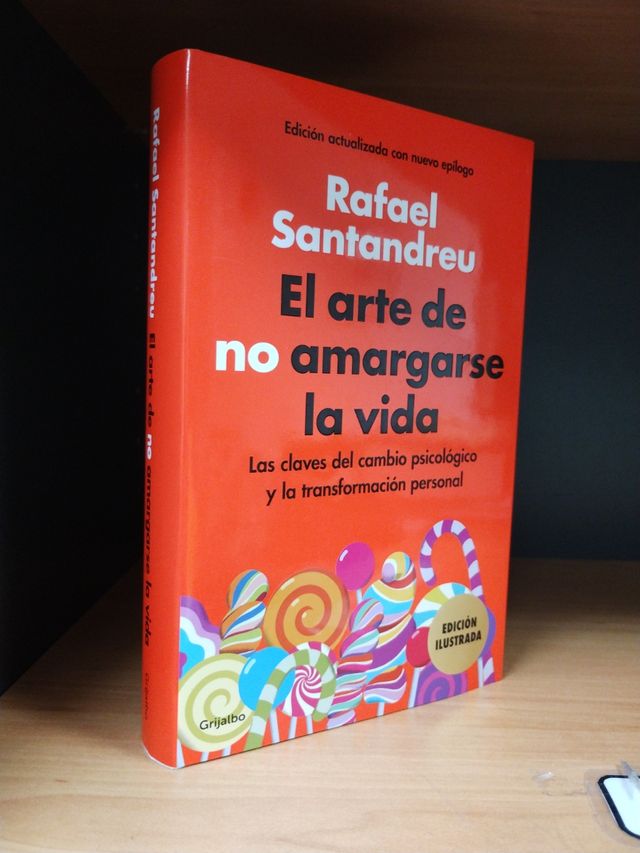 Rafael Santandreu El arte de no amargarse la vida Grijalbo
Edición actualizada con nuevo epílogo
Rafael
Santandreu
El arte de
no amargarse
la vida
Las claves del cambio psicológico
y la transformación personal
EDICIÓN
ILUSTRADA
Grijalbo